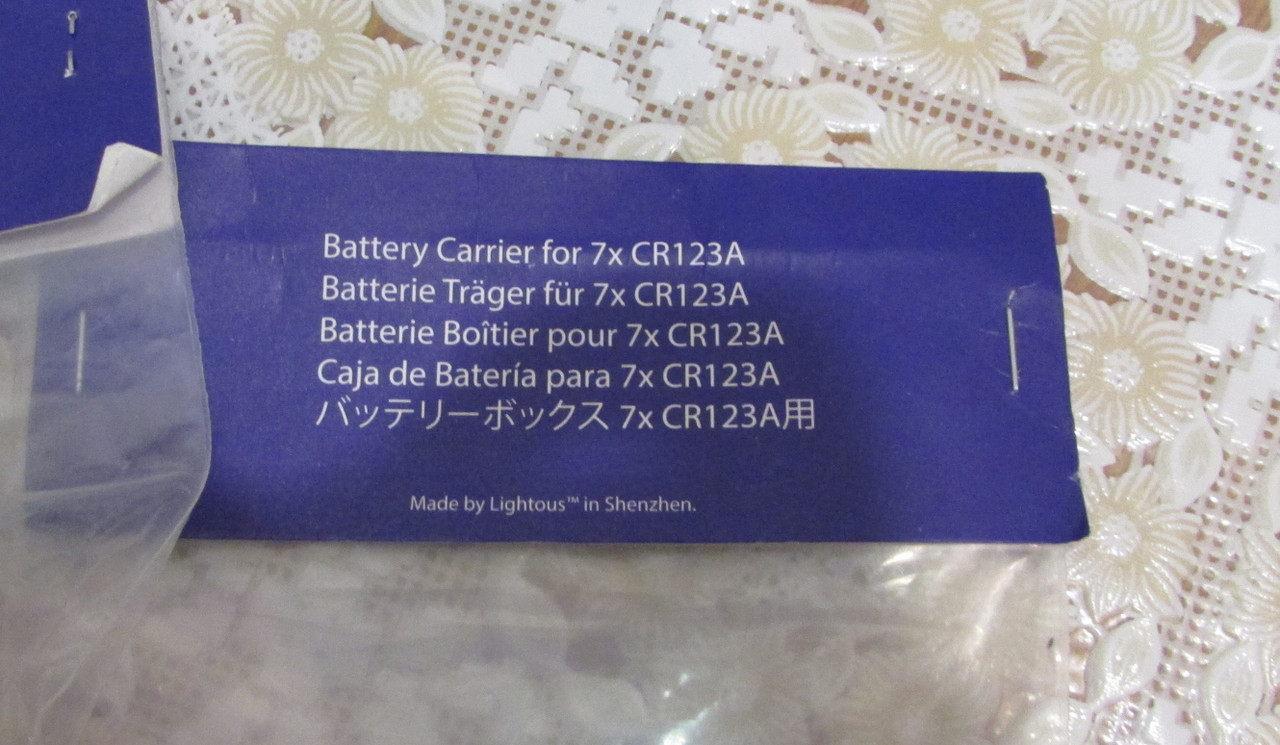 Battery Carrier for 7x CR123A
Batterie Träger für 7x CR123A
Batterie Boîtier pour 7x CR123A
Caja de Batería para 7x CR123A
バッテリーボックス 7x CR123A用
Made by Lightous™ in Shenzhen.